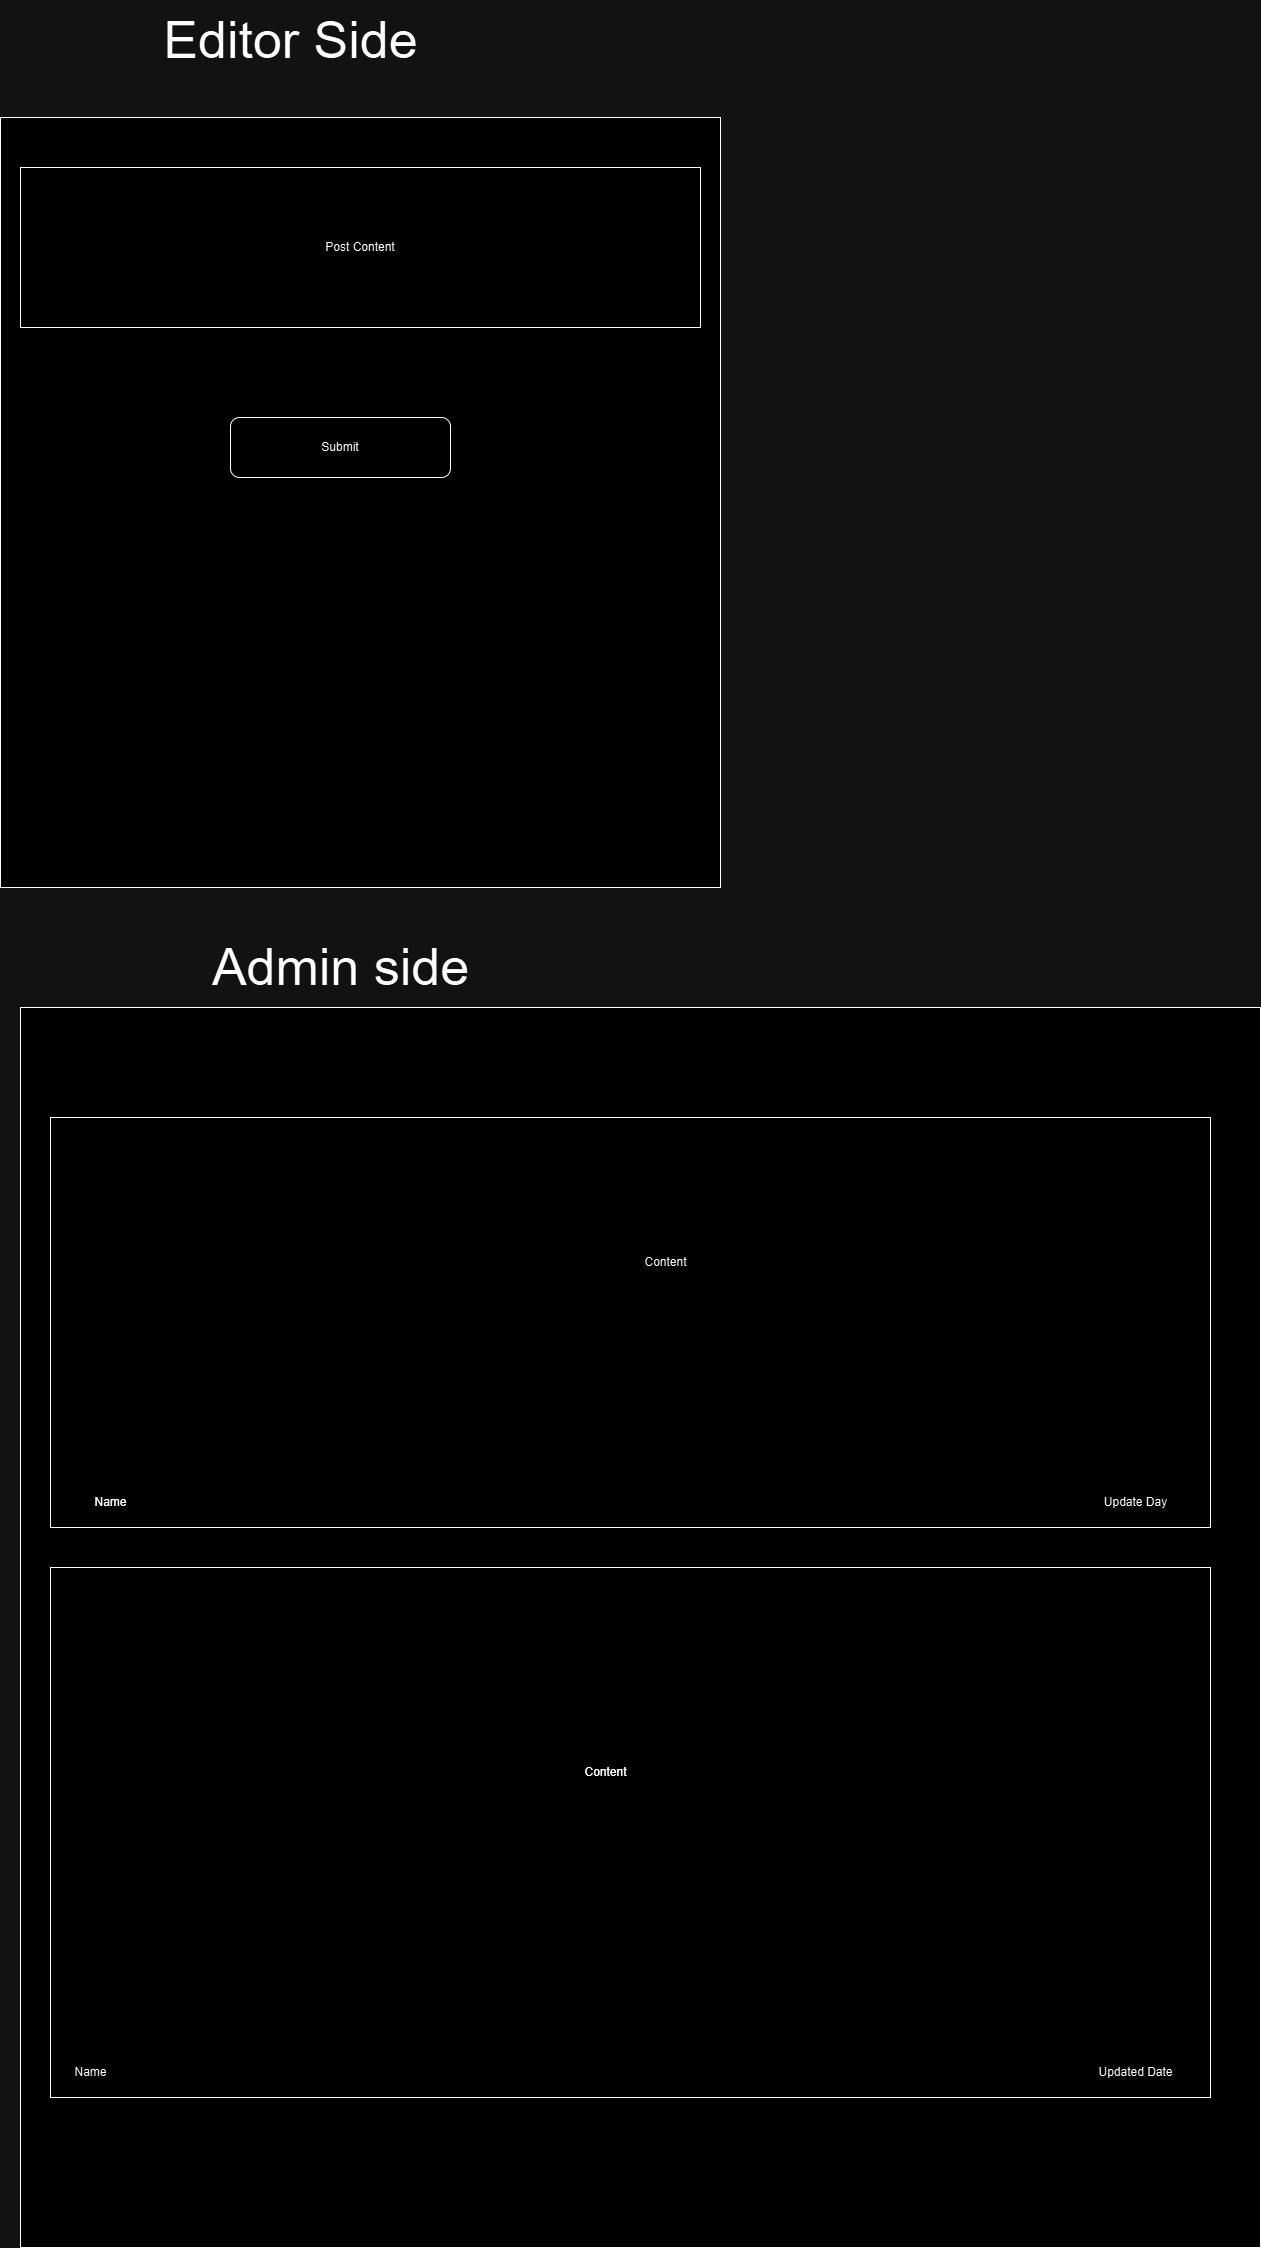 Editor Side
Post Content
Submit
Admin side
Content
Name
Update Day
Content
Name
Updated Date